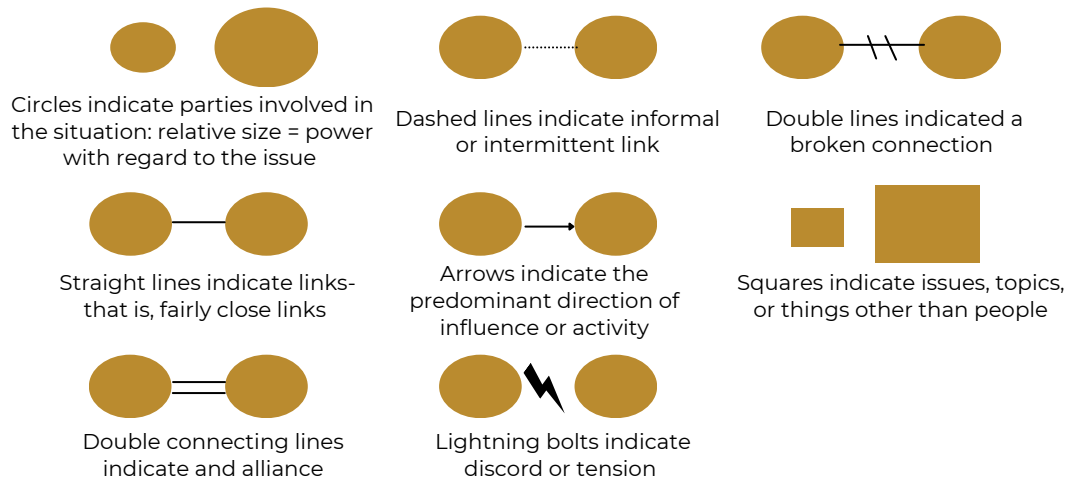 Circles indicate parties involved in
the situation: relative size = power
with regard to the issue
Dashed lines indicate informal
or intermittent link
Double lines indicated a
broken connection
Straight lines indicate links-
that is, fairly close links
Arrows indicate the
predominant direction of
influence or activity
Squares indicate issues, topics,
or things other than people
Double connecting lines
indicate and alliance
Lightning bolts indicate
discord or tension